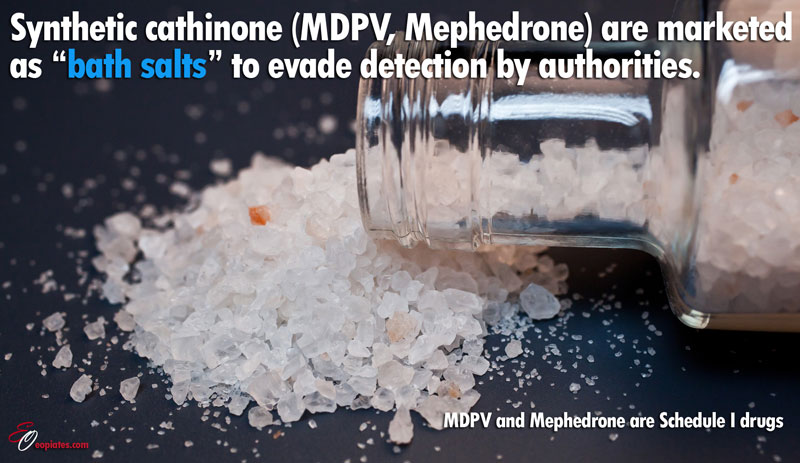 Synthetic cathinone (MDPV, Mephedrone) are marketed
as “bath salts” to evade detection by authorities.
MDPV and Mephedrone are Schedule I drugs
EO eopiates.com